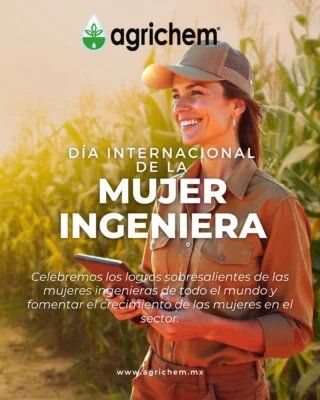 agrichem®
DÍA INTERNACIONAL
DE LA
MUJER
INGENIERA
Celebremos los logros sobresalientes de las
mujeres ingenieras de todo el mundo y
fomentar el crecimiento de las mujeres en el
sector.
www.agrichem.mx